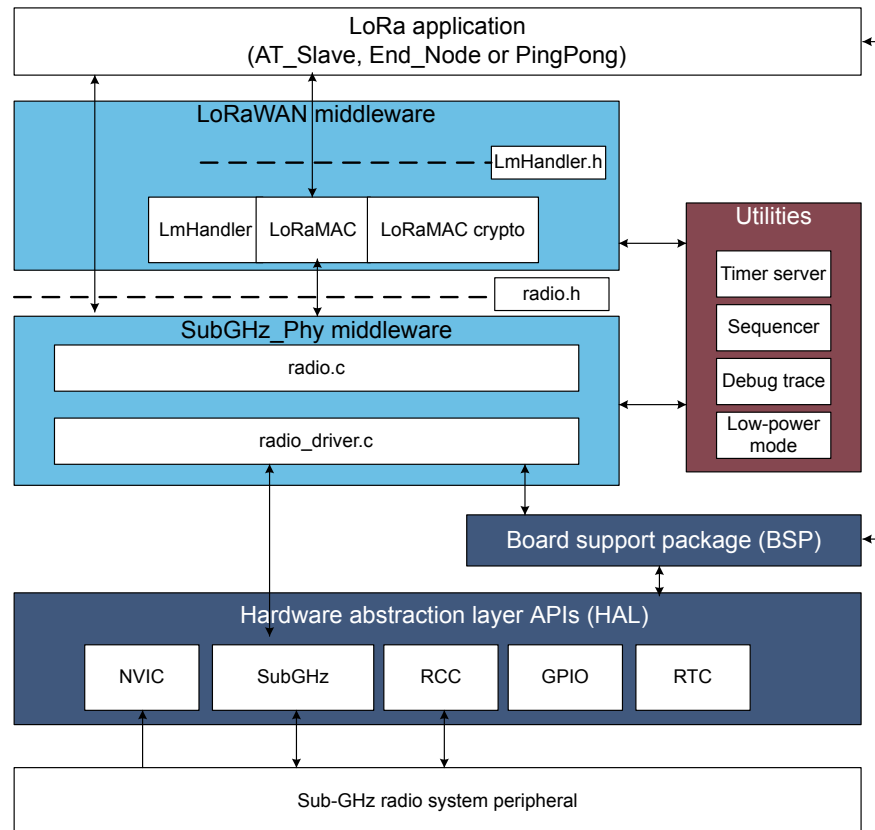 LoRa application
(AT_Slave, End_Node or PingPong)
LoRaWAN middleware
LmHandler.h
LmHandler
LoRaMAC
LoRaMAC crypto
Utilities
Timer server
Sequencer
Debug trace
Low-power
mode
radio.h
SubGHz_Phy middleware
radio.c
radio_driver.c
Board support package (BSP)
Hardware abstraction layer APIs (HAL)
NVIC
SubGHz
RCC
GPIO
RTC
Sub-GHz radio system peripheral